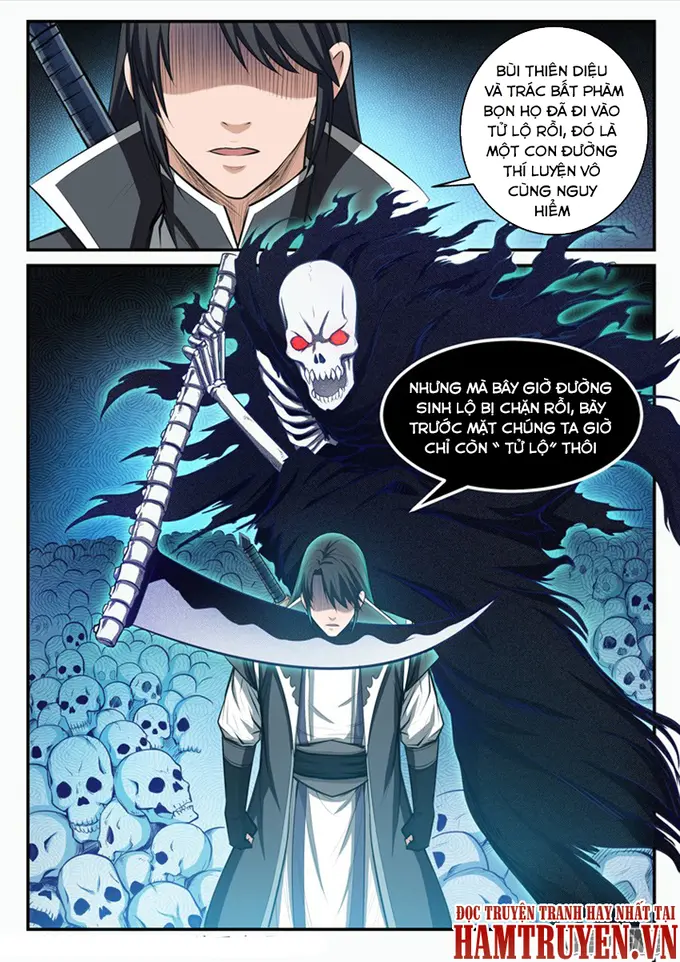 BÙI THIÊN DIỆU
VÀ TRÁC BẤT PHÀM
BỌN HỌ ĐÃ ĐI VÀO
TỬ LỘ RỒI, ĐÓ LÀ
MỘT CON ĐƯỜNG
THÍ LUYỆN VÔ
CÙNG NGUY
HIỂM
NHƯNG MÀ BÂY GIỜ ĐƯỜNG
SINH LỘ BỊ CHẶN RỒI, BÀY
TRƯỚC MẶT CHÚNG TA GIỜ
CHỈ CÒN “ TỬ LỘ” THÔI
ĐỌC TRUYỆN TRANH HAY NHẤT TẠI
HAMTRUYEN.VN